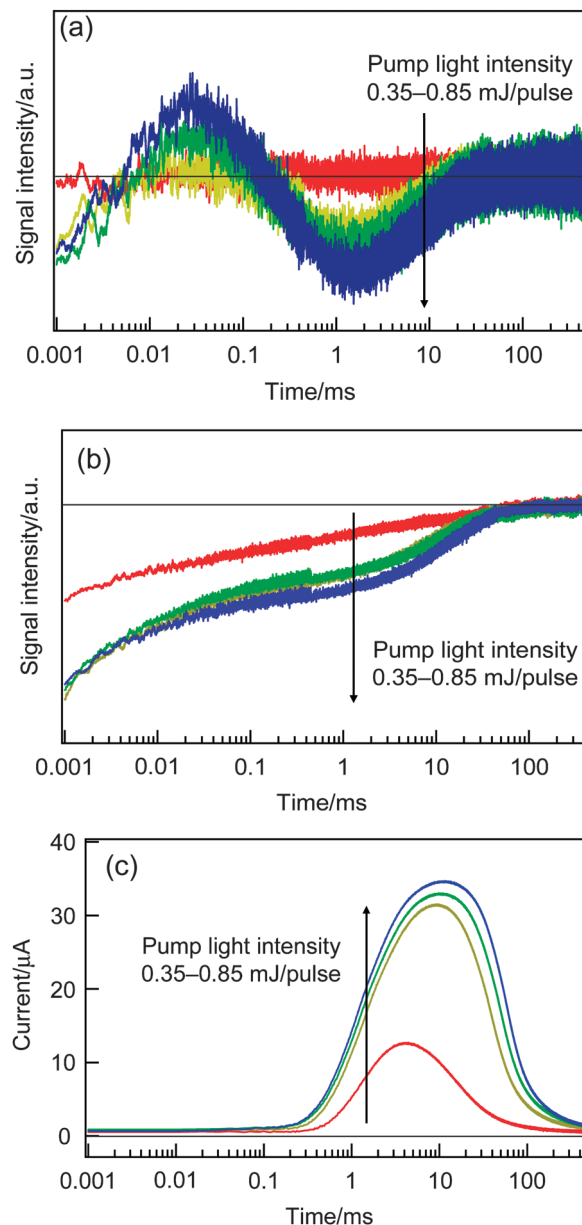 (a)
Pump light intensity
0.35–0.85 mJ/pulse
Signal intensity/a.u.
0.001 0.01 0.1 1 10 100
Time/ms
(b)
Signal intensity/a.u.
Pump light intensity
0.35–0.85 mJ/pulse
0.001 0.01 0.1 1 10 100
Time/ms
(c)
40
30
20
10
0
Current/μA
Pump light intensity
0.35–0.85 mJ/pulse
0.001 0.01 0.1 1 10 100
Time/ms